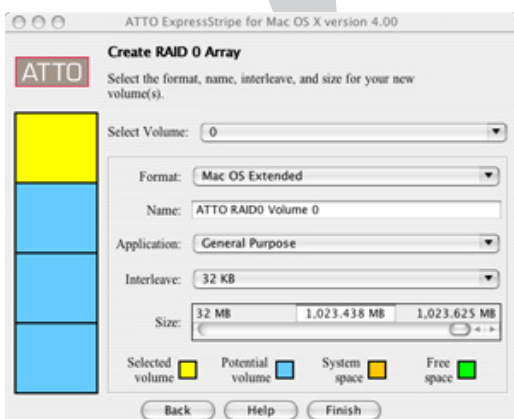 ATTO ExpressStripe for Mac OS X version 4.00
ATTO
Create RAID 0 Array
Select the format, name, interleave, and size for your new
volume(s).
Select Volume: 0
Format: Mac OS Extended
Name: ATTO RAID0 Volume 0
Application: General Purpose
Interleave: 32 KB
Size: 32 MB 1,023.438 MB 1,023.625 MB
Selected volume
Potential volume
System space
Free space
Back Help Finish